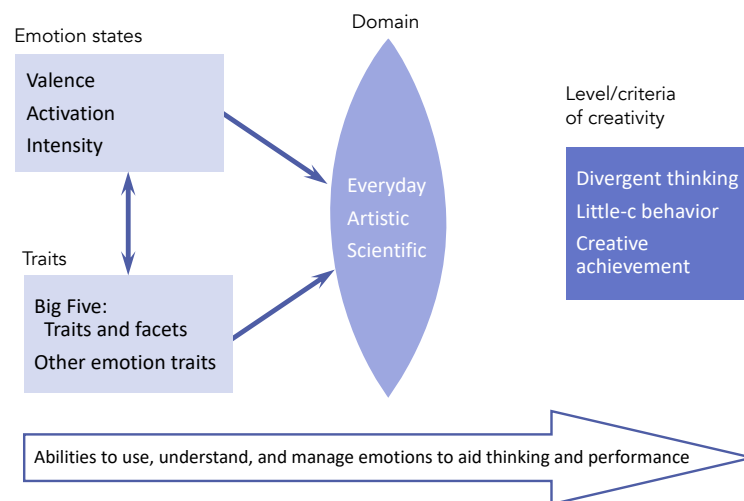 Emotion states
Valence
Activation
Intensity
Traits
Big Five:
Traits and facets
Other emotion traits
Domain
Everyday
Artistic
Scientific
Level/criteria
of creativity
Divergent thinking
Little-c behavior
Creative
achievement
Abilities to use, understand, and manage emotions to aid thinking and performance